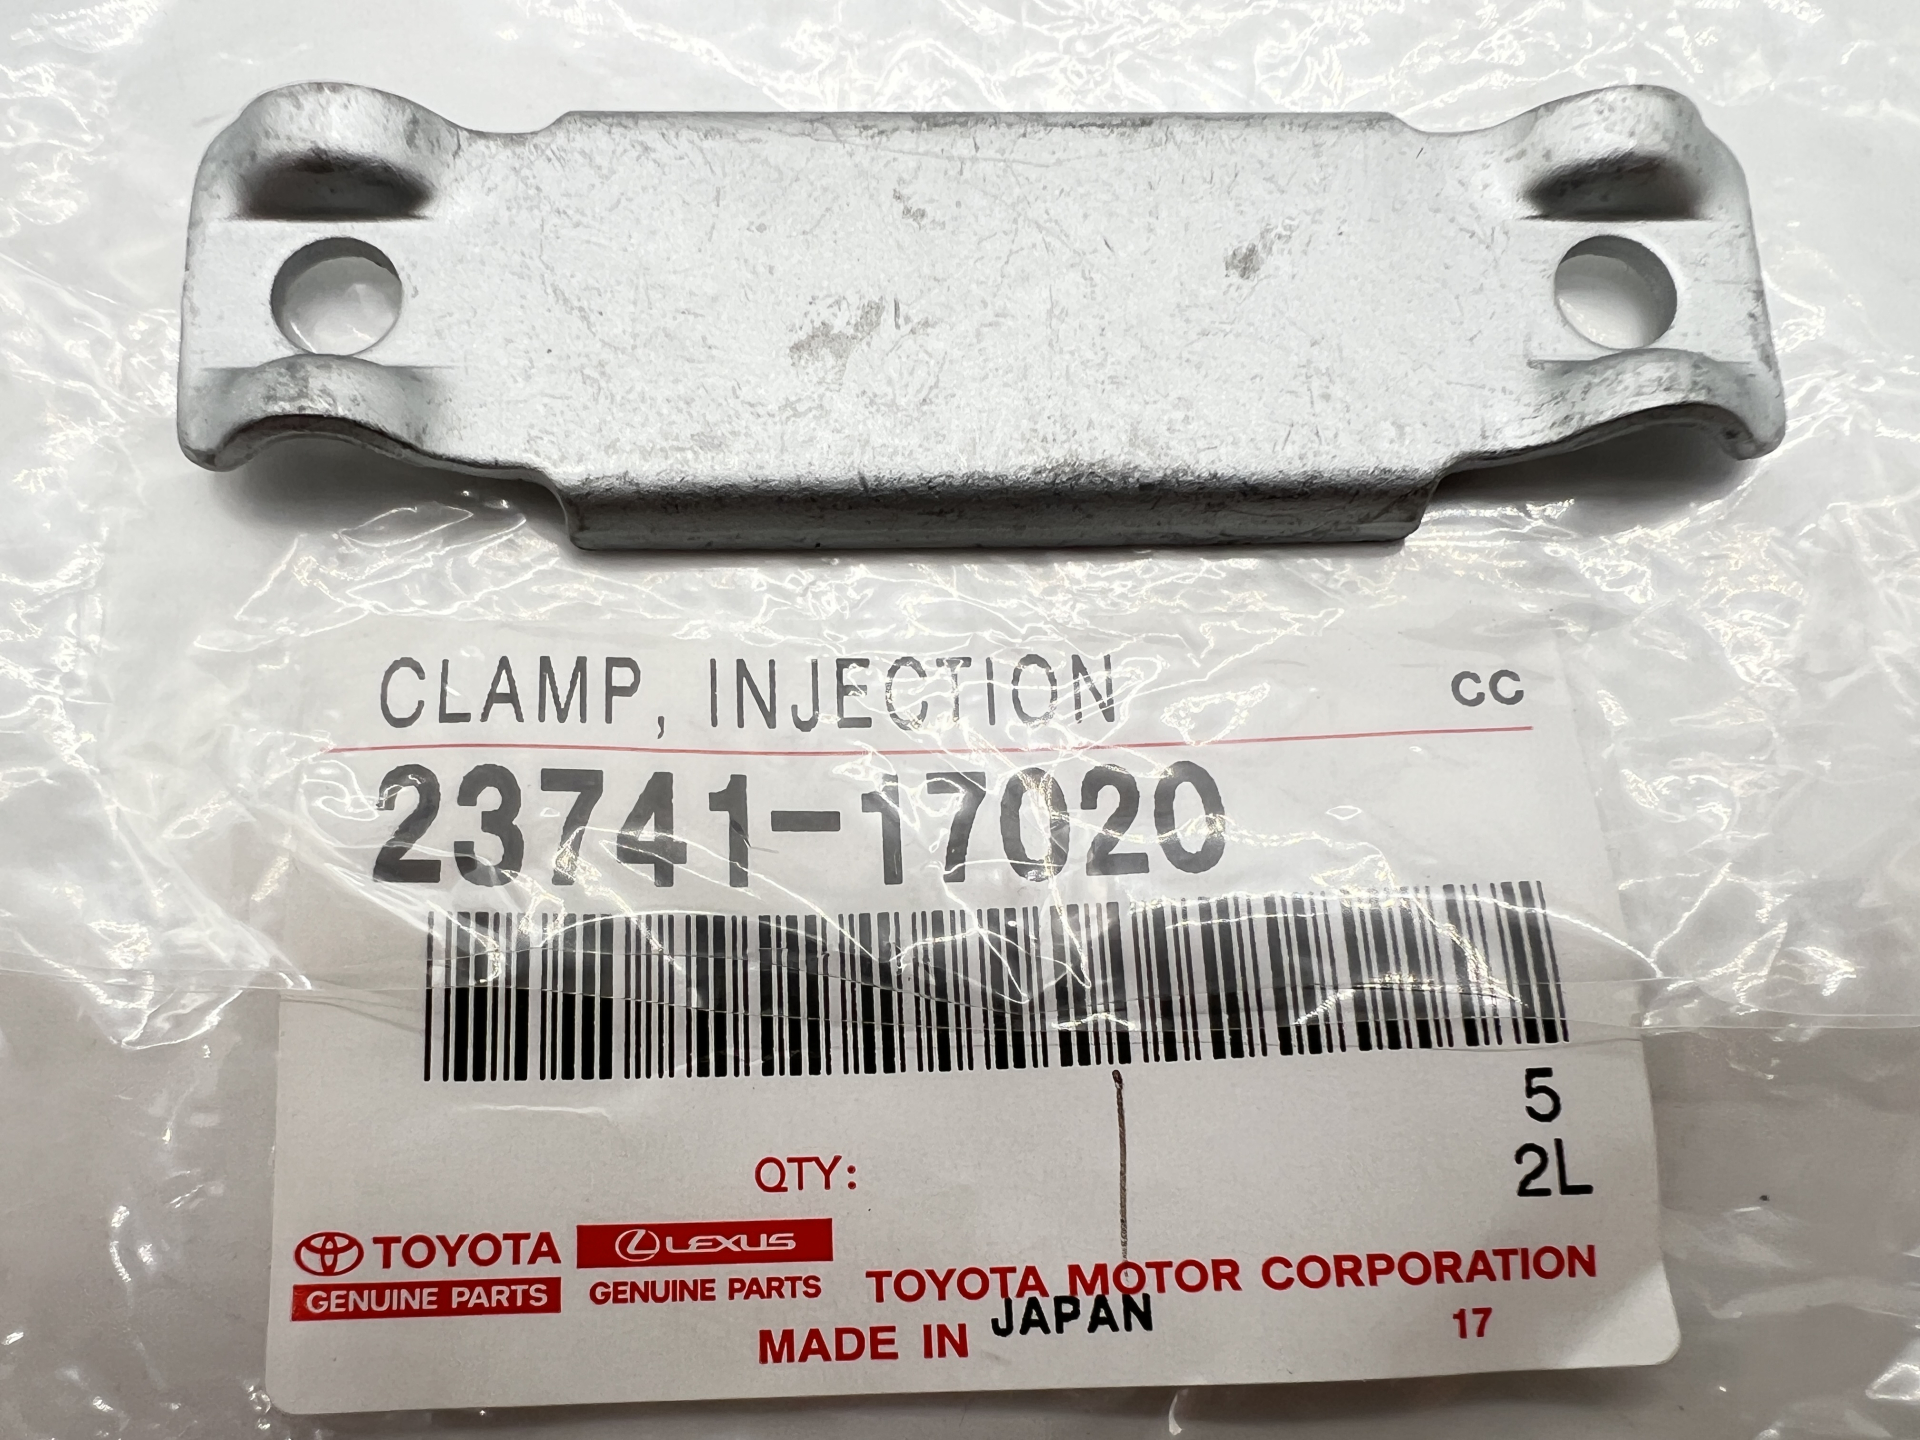 CLAMP, INJECTION CC
23741-17020
5
QTY: 2L
TOYOTA LEXUS
GENUINE PARTS GENUINE PARTS TOYOTA MOTOR CORPORATION
MADE IN JAPAN 17